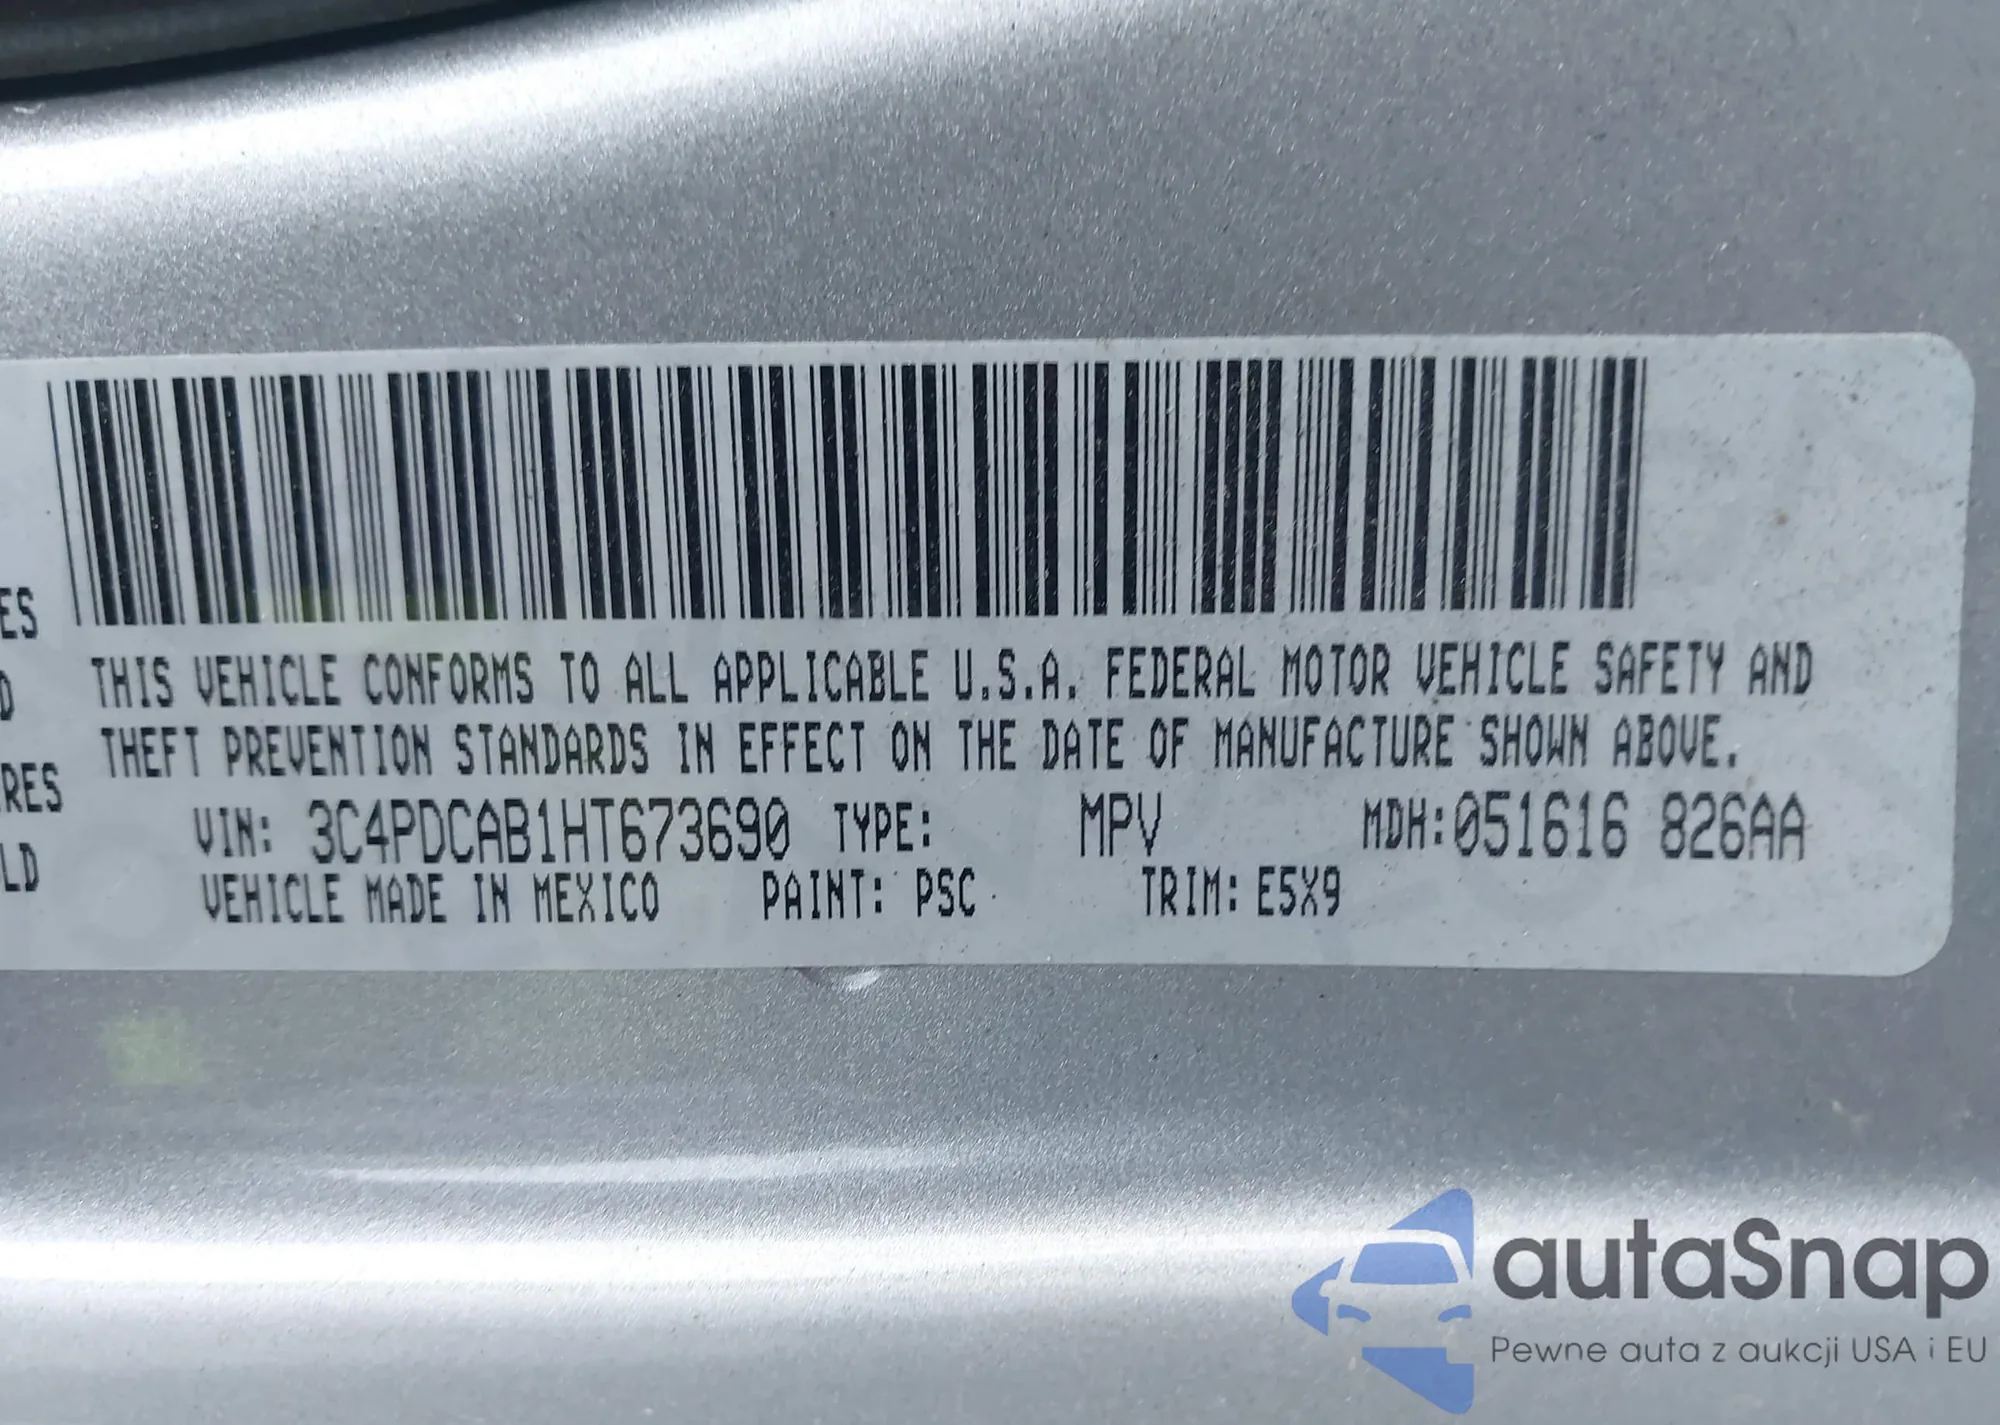 ES
D
RES
LD
THIS VEHICLE CONFORMS TO ALL APPLICABLE U.S.A. FEDERAL MOTOR VEHICLE SAFETY AND
THEFT PREVENTION STANDARDS IN EFFECT ON THE DATE OF MANUFACTURE SHOWN ABOVE.
VIN: 3C4PDCAB1HT673690 TYPE: MPV MDH:051616 826AA
VEHICLE MADE IN MEXICO PAINT: PSC TRIM: E5X9
autaSnap
Pewne auta z aukcji USA i EU